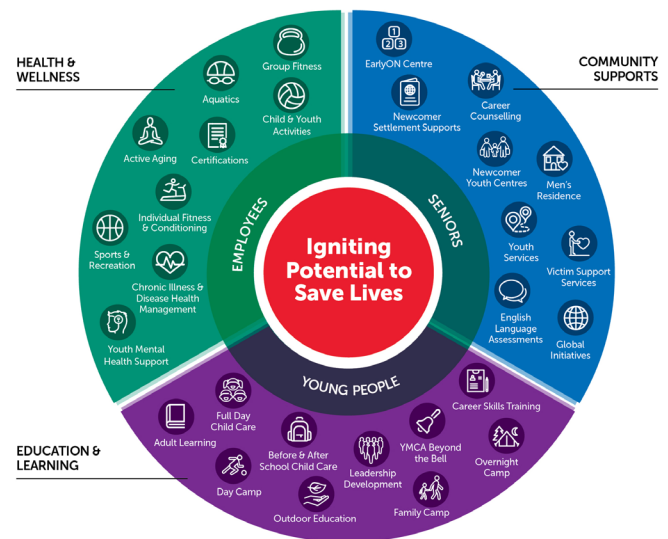 HEALTH &
WELLNESS
Group Fitness
Aquatics
Child & Youth
Activities
Active Aging
Certifications
Individual Fitness
& Conditioning
Sports &
Recreation
Chronic Illness &
Disease Health
Management
Youth Mental
Health Support
COMMUNITY
SUPPORTS
1
2 3
EarlyON Centre
Newcomer
Settlement Supports
Career
Counselling
Newcomer
Youth Centres
Men's
Residence
Youth
Services
Victim Support
Services
English
Language
Assessments
Global
Initiatives
EMPLOYEES
SENIORS
YOUNG PEOPLE
Igniting
Potential to
Save Lives
EDUCATION &
LEARNING
Adult Learning
Full Day
Child Care
Day Camp
Before & After
School Child Care
Outdoor Education
Leadership
Development
YMCA Beyond
the Bell
Family Camp
Career Skills Training
Overnight
Camp